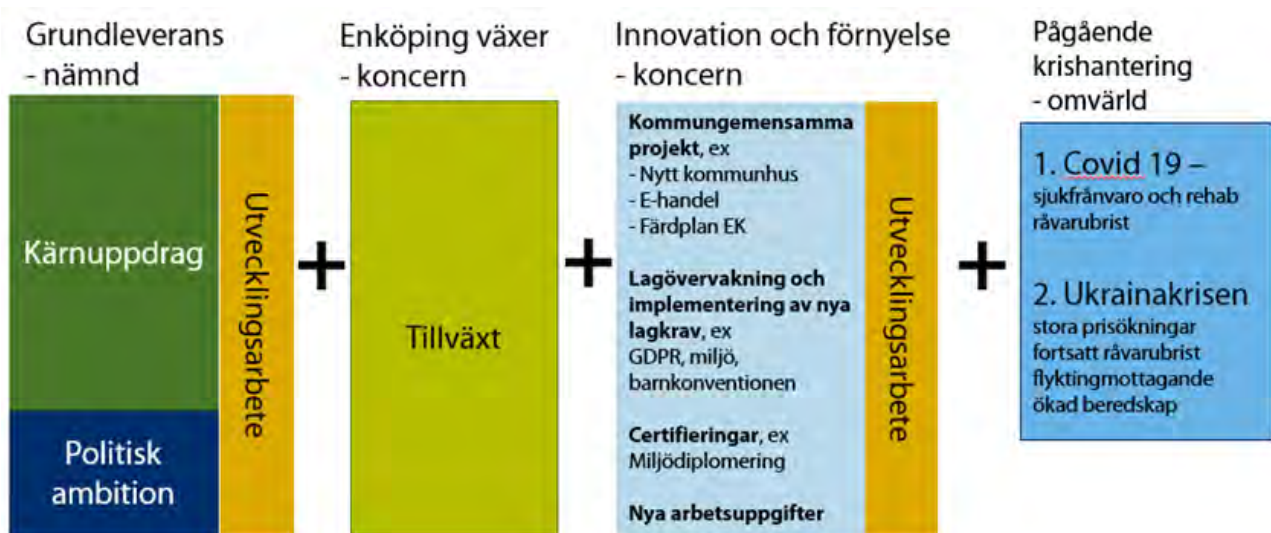 Grundleverans
- nämnd
Kärnuppdrag
Politisk
ambition
Utvecklingsarbete
+
Enköping växer
- koncern
Tillväxt
+
Innovation och förnyelse
- koncern
Kommungemensamma
projekt, ex
- Nytt kommunhus
- E-handel
- Färdplan EK
Lagövervakning och
implementering av nya
lagkrav, ex
GDPR, miljö,
barnkonventionen
Certifieringar, ex
Miljödiplomering
Nya arbetsuppgifter
Utvecklingsarbete
+
Pågående
krishantering
- omvärld
1. Covid 19 –
sjukfrånvaro och rehab
råvarubrist
2. Ukrainakrisen
stora prisökningar
fortsatt råvarubrist
flyktingmottagande
ökad beredskap